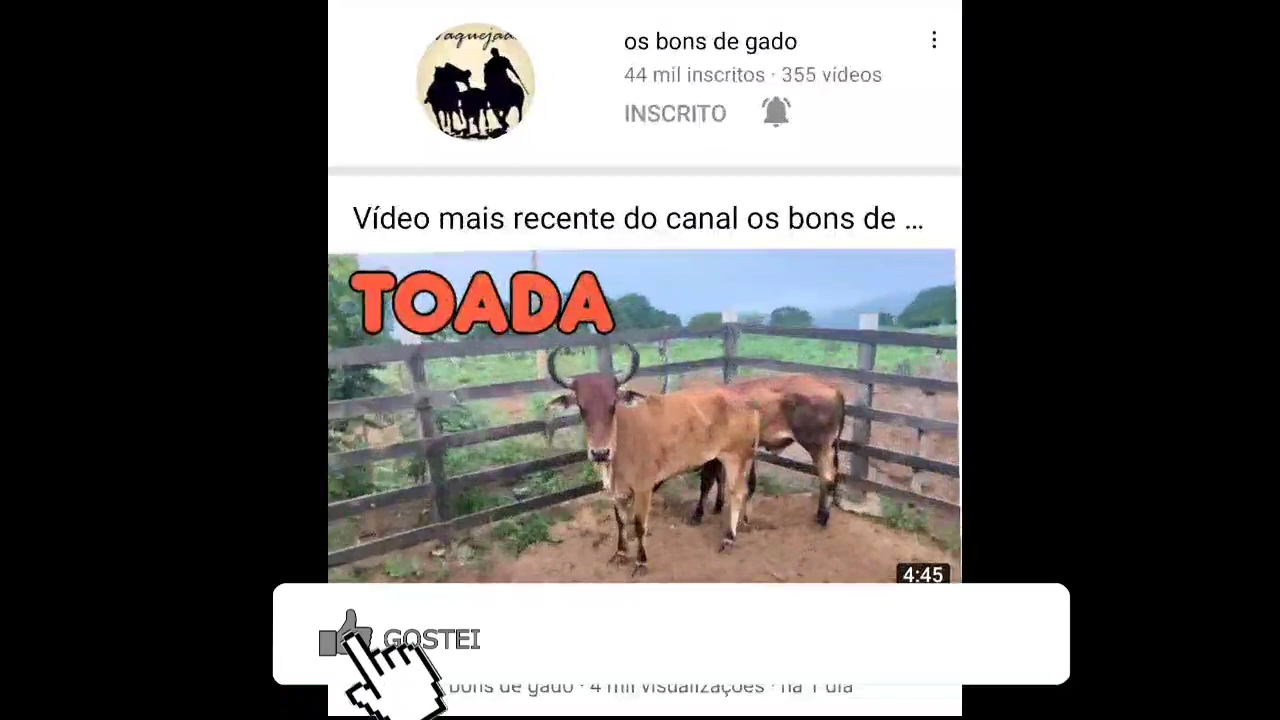 os bons de gado
44 mil inscritos · 355 vídeos
INSCRITO
Vídeo mais recente do canal os bons de ...
TOADA
4:45
GOSTEI
bons de gado · 4 mil visualizações · há 1 dia